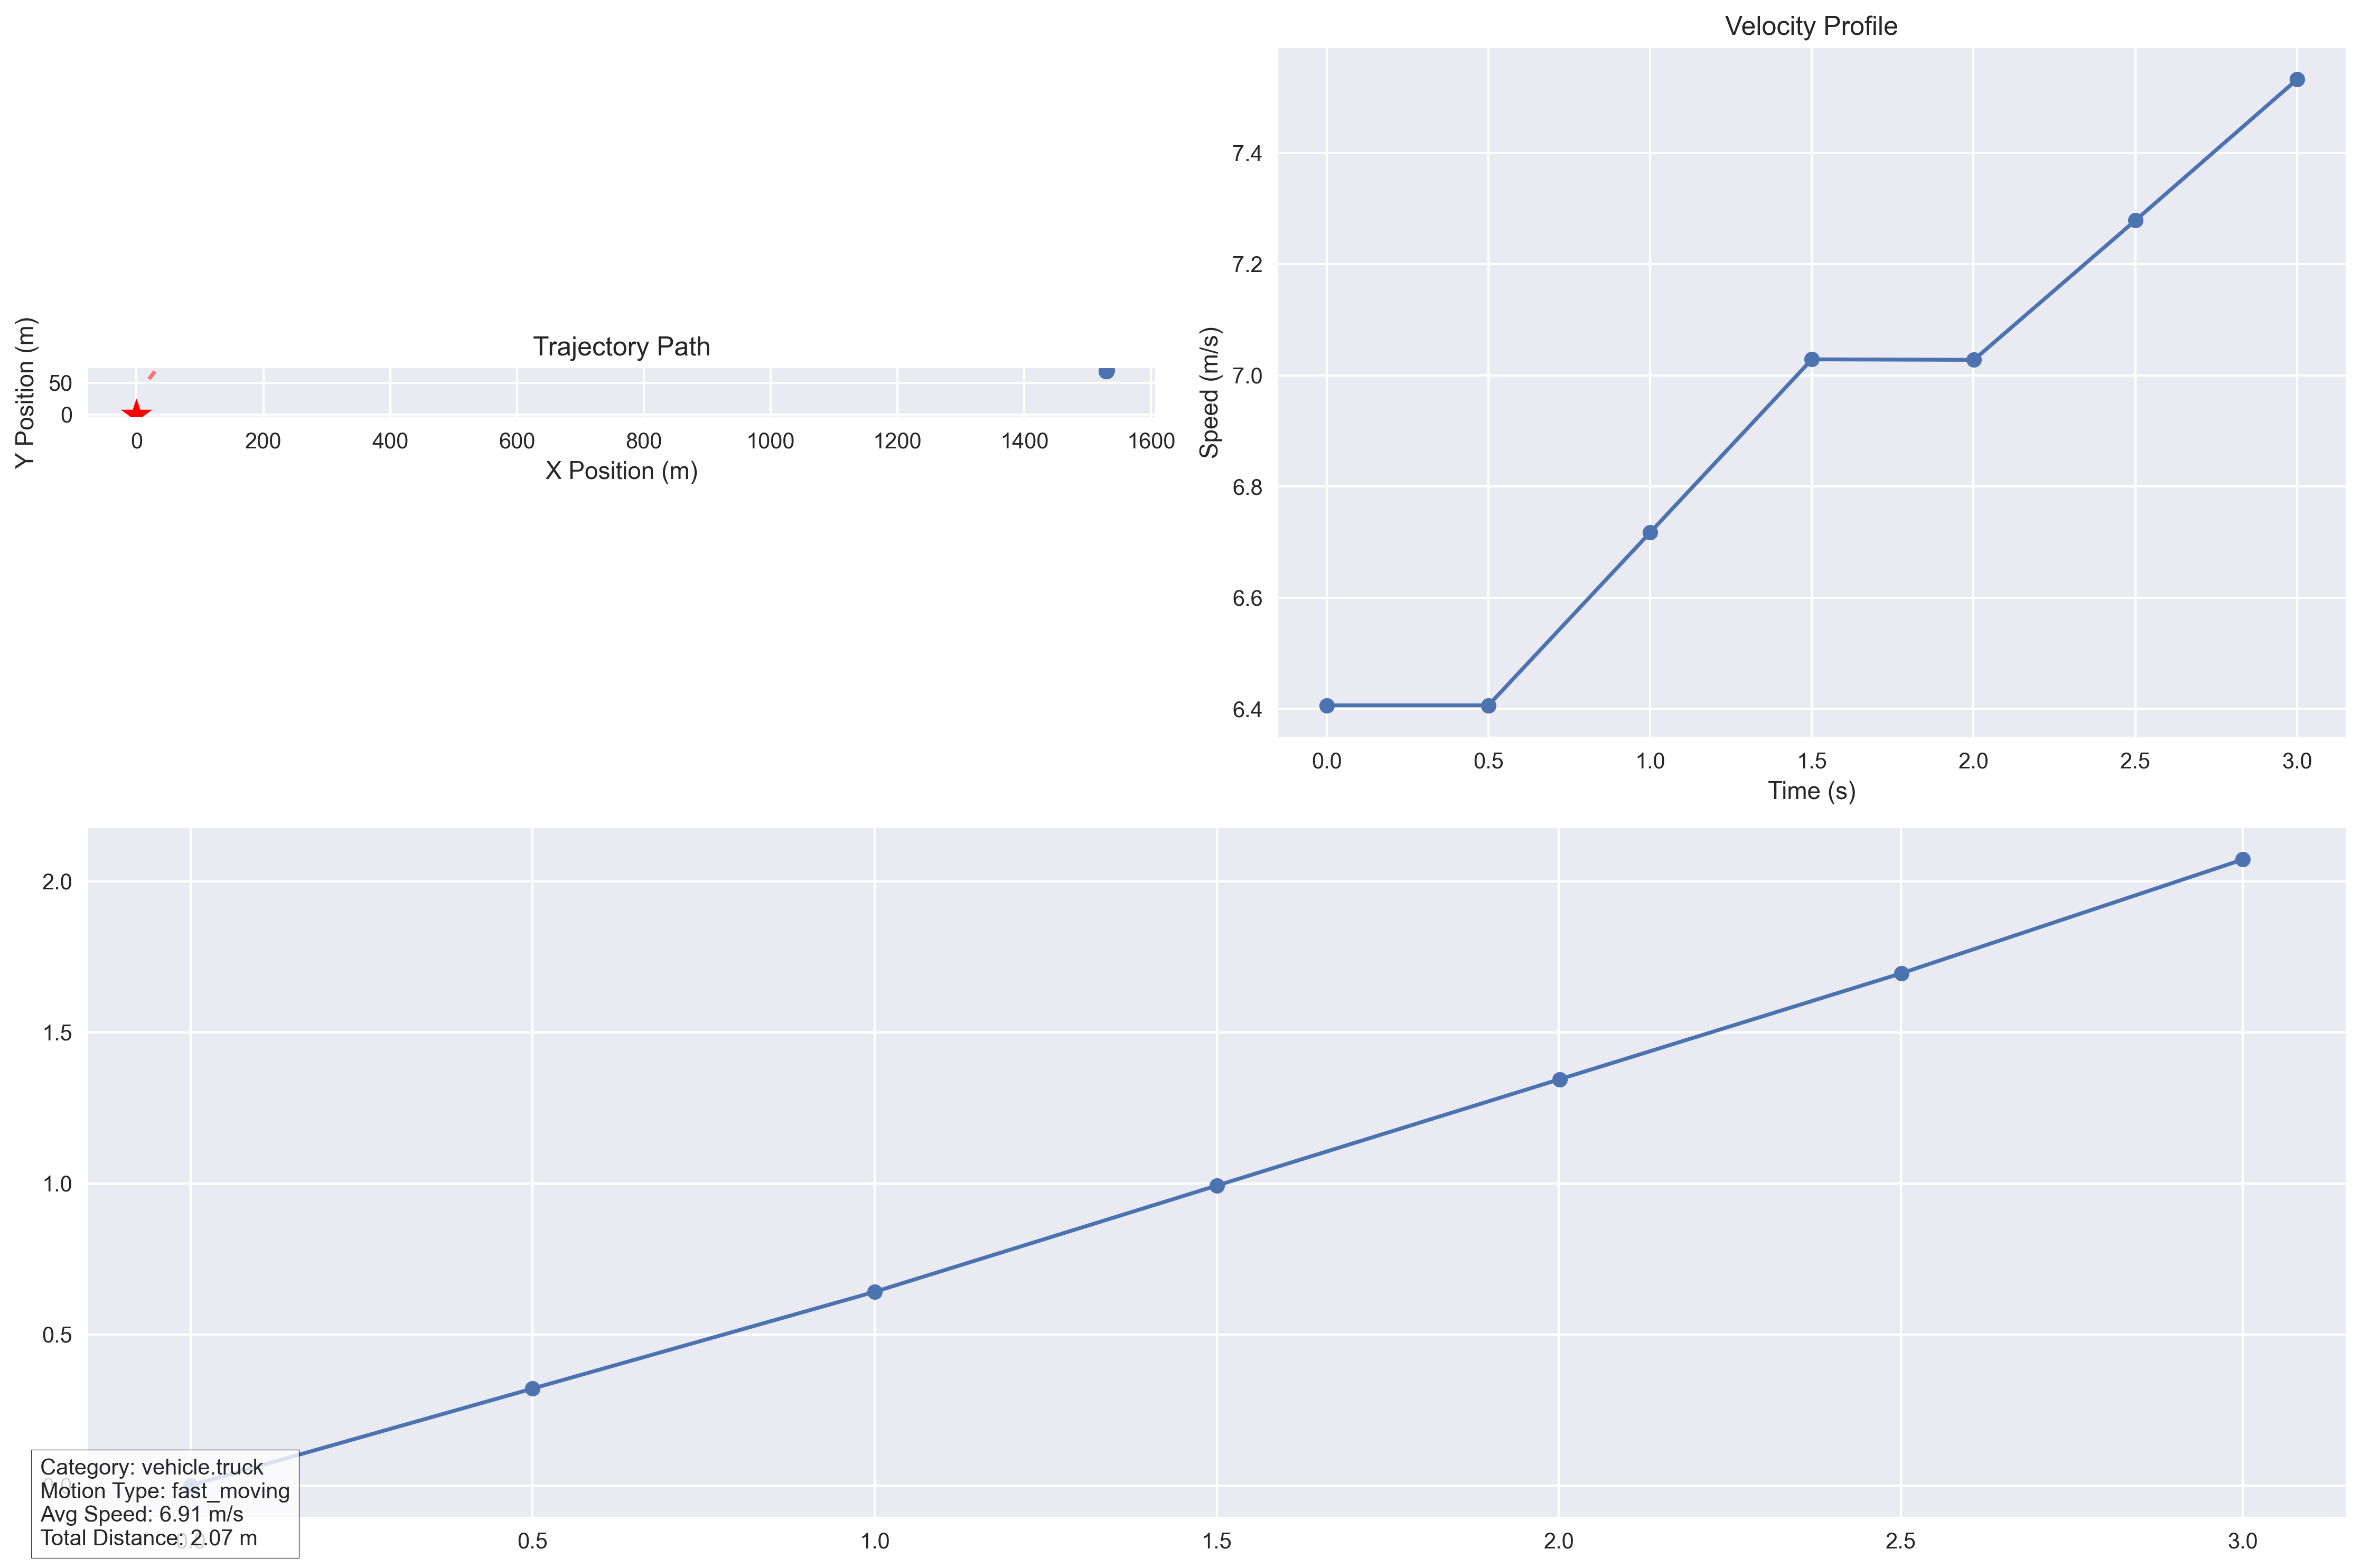 Trajectory Path
Y Position (m)
50
0
0 200 400 600 800 1000 1200 1400 1600
X Position (m)
Velocity Profile
Speed (m/s)
7.4
7.2
7.0
6.8
6.6
6.4
0.0 0.5 1.0 1.5 2.0 2.5 3.0
Time (s)
2.0
1.5
1.0
0.5
0.0
0.0 0.5 1.0 1.5 2.0 2.5 3.0
Category: vehicle.truck
Motion Type: fast_moving
Avg Speed: 6.91 m/s
Total Distance: 2.07 m